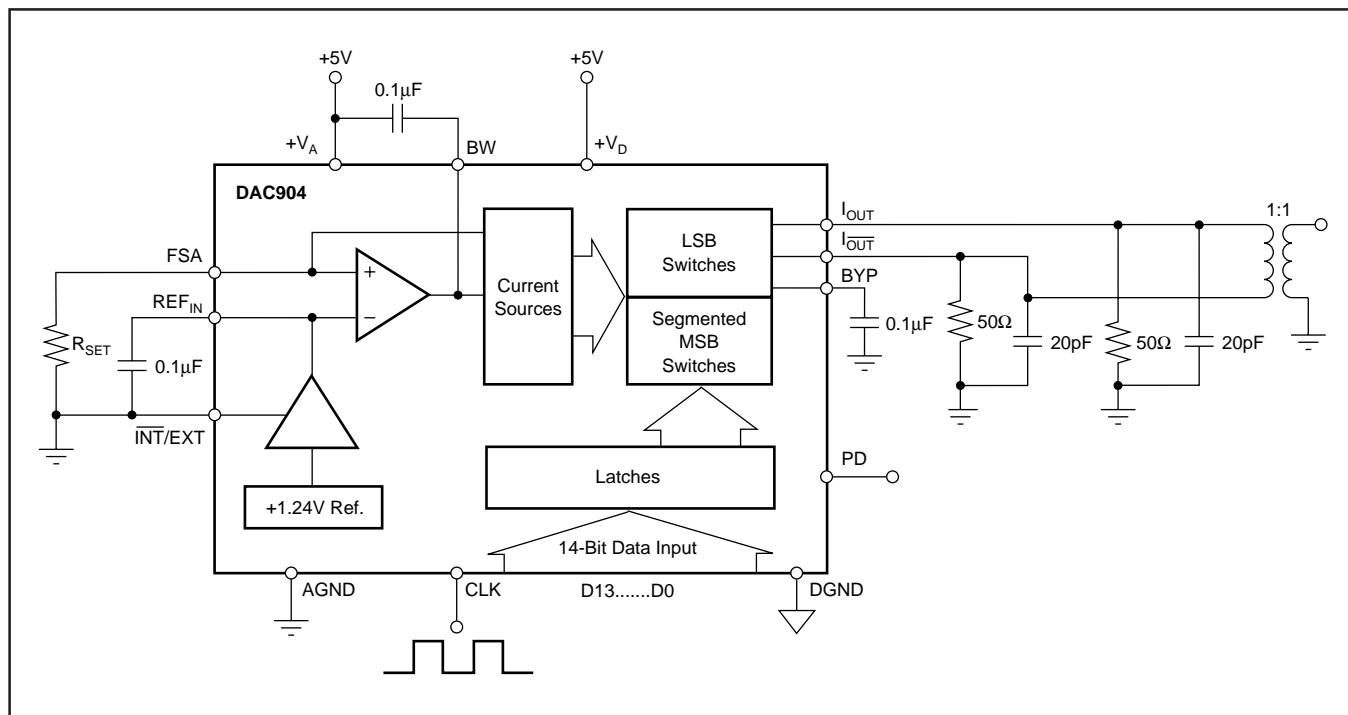 +5V
+5V
0.1µF
+V_A
BW
+V_D
DAC904
I_OUT
1:1
FSA
LSB
Switches
I_O̅U̅T̅
REF_IN
+
Current
Sources
BYP
−
Segmented
MSB
Switches
0.1µF
50Ω
20pF
50Ω
20pF
R_SET
0.1µF
I̅N̅T̅/EXT
PD
Latches
+1.24V Ref.
14-Bit Data Input
AGND
CLK
D13.......D0
DGND